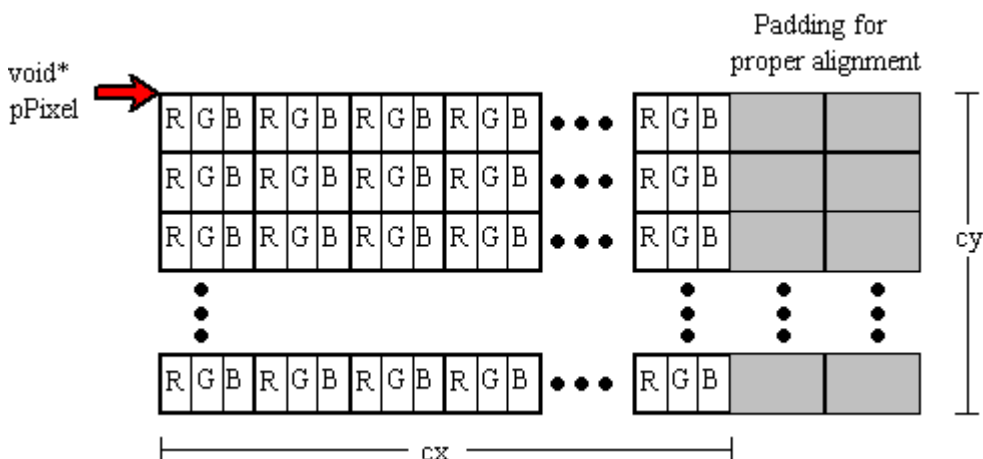 Padding for
proper alignment
void*
pPixel
R G B R G B R G B R G B ••• R G B
R G B R G B R G B R G B ••• R G B
R G B R G B R G B R G B ••• R G B
cy
R G B R G B R G B R G B ••• R G B
cx